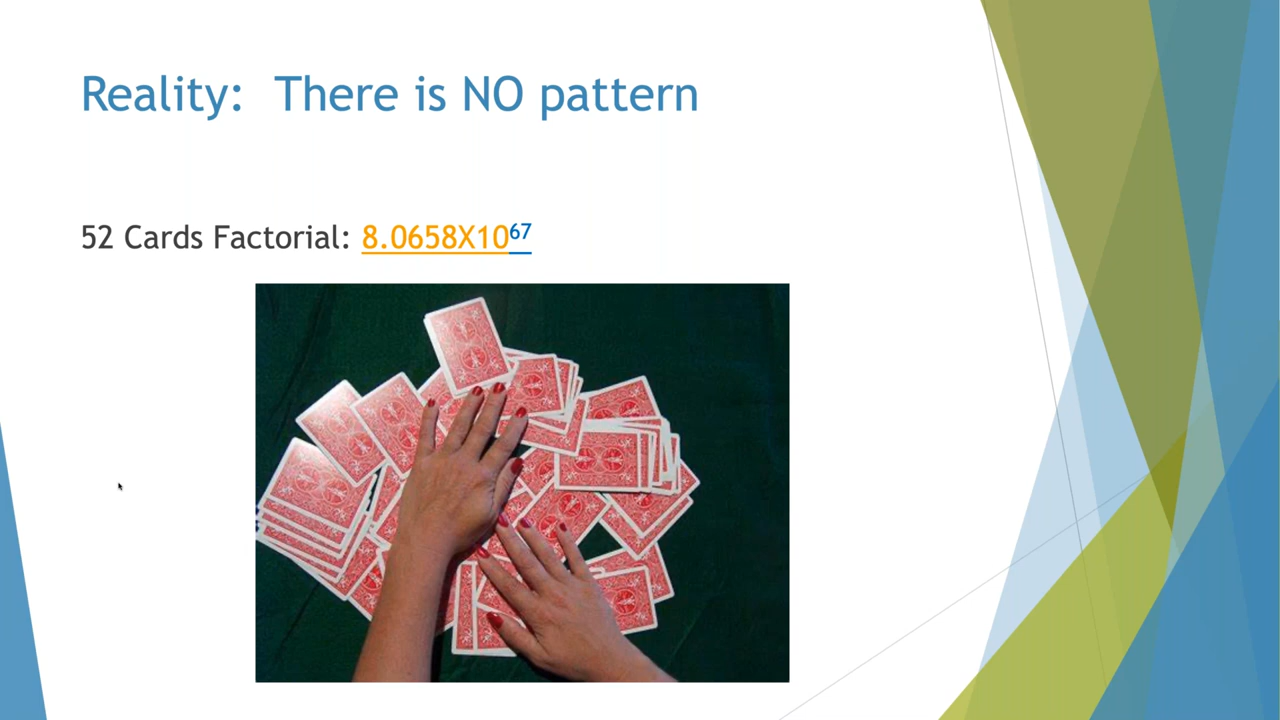 Reality:  There is NO pattern
52 Cards Factorial: 8.0658X10⁶⁷